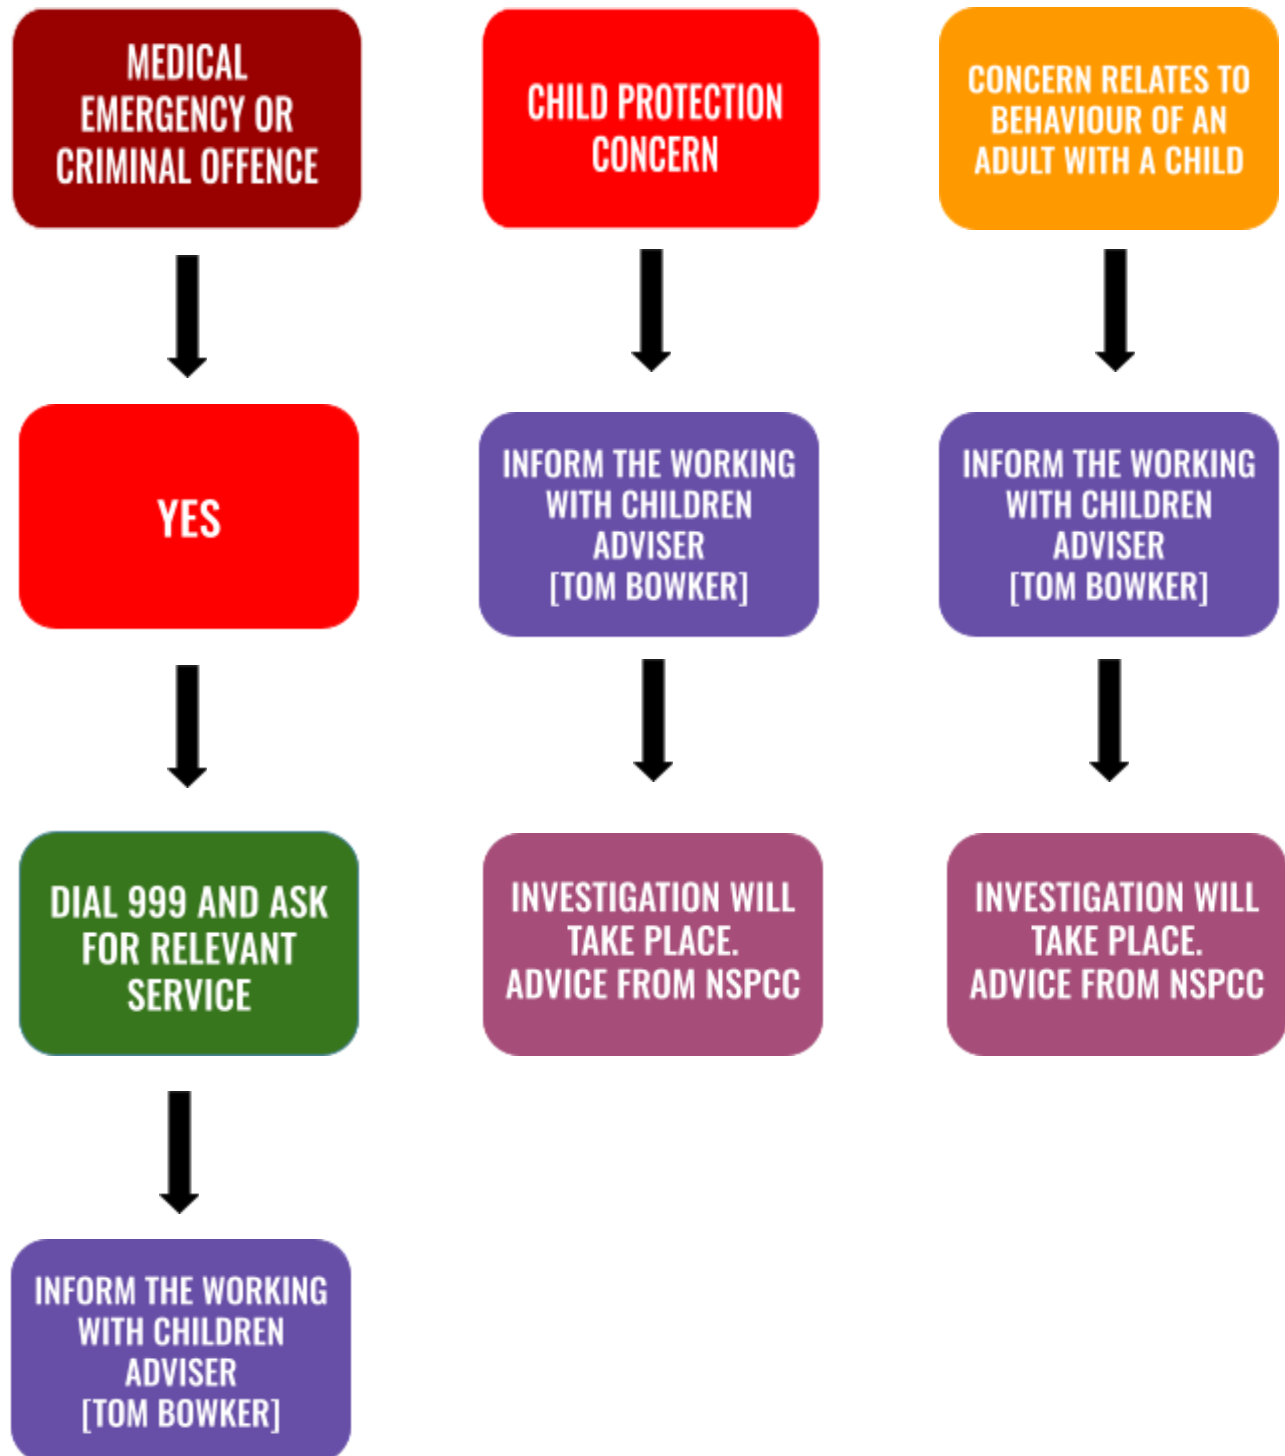 MEDICAL
EMERGENCY OR
CRIMINAL OFFENCE
YES
DIAL 999 AND ASK
FOR RELEVANT
SERVICE
INFORM THE WORKING
WITH CHILDREN
ADVISER
[TOM BOWKER]
CHILD PROTECTION
CONCERN
INFORM THE WORKING
WITH CHILDREN
ADVISER
[TOM BOWKER]
INVESTIGATION WILL
TAKE PLACE.
ADVICE FROM NSPCC
CONCERN RELATES TO
BEHAVIOUR OF AN
ADULT WITH A CHILD
INFORM THE WORKING
WITH CHILDREN
ADVISER
[TOM BOWKER]
INVESTIGATION WILL
TAKE PLACE.
ADVICE FROM NSPCC